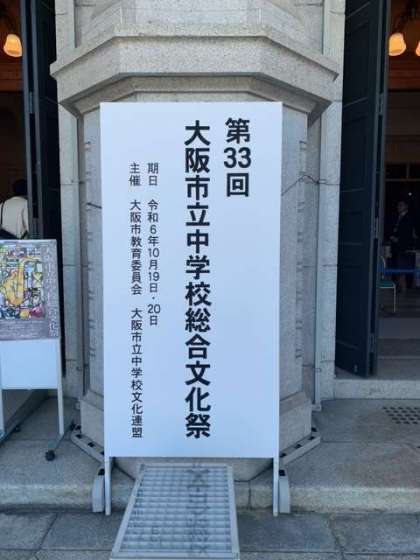 第33回
大阪市立中学校総合文化祭
期日 令和6年10月19日・20日
主催 大阪市教育委員会 大阪市立中学校文化連盟